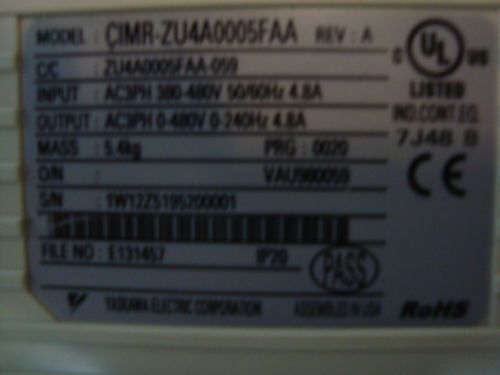 MODEL : CIMR-ZU4A0005FAA REV : A
C/C : ZU4A0005FAA-059
INPUT : AC3PH 380-480V 50/60Hz 4.8A
OUTPUT : AC3PH 0-480V 0-240Hz 4.8A
MASS : 5.4kg PRG : 0020
O/N : VAU980059
S/N : 1W12Z5195200001
FILE NO : E131457 IP20
PASS
YASKAWA ELECTRIC CORPORATION ASSEMBLED IN USA
C UL US
LISTED
IND.CONT.EQ.
7J48 B
CE
RoHS